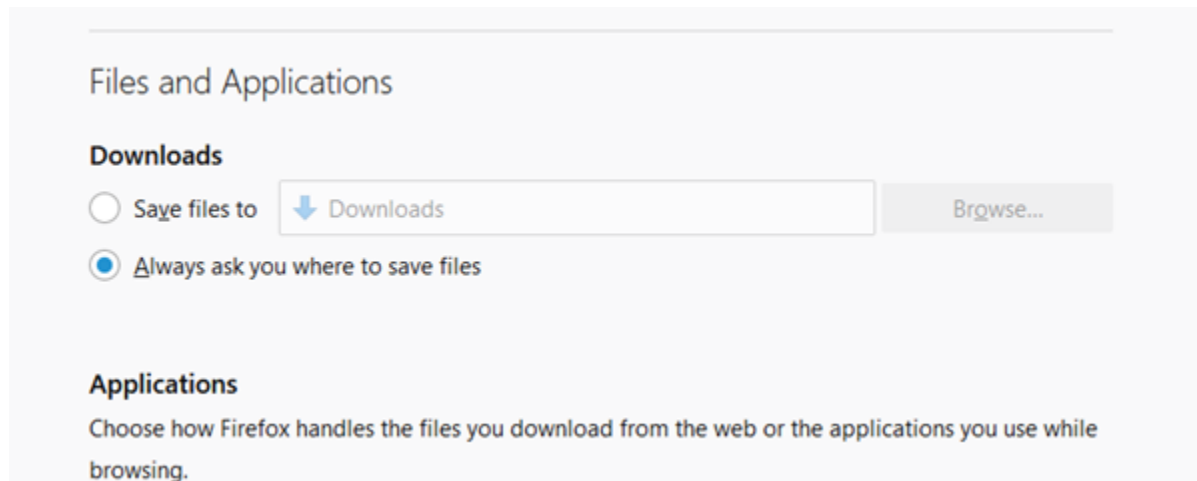 Files and Applications
Downloads
Save files to Downloads Browse...
Always ask you where to save files
Applications
Choose how Firefox handles the files you download from the web or the applications you use while
browsing.